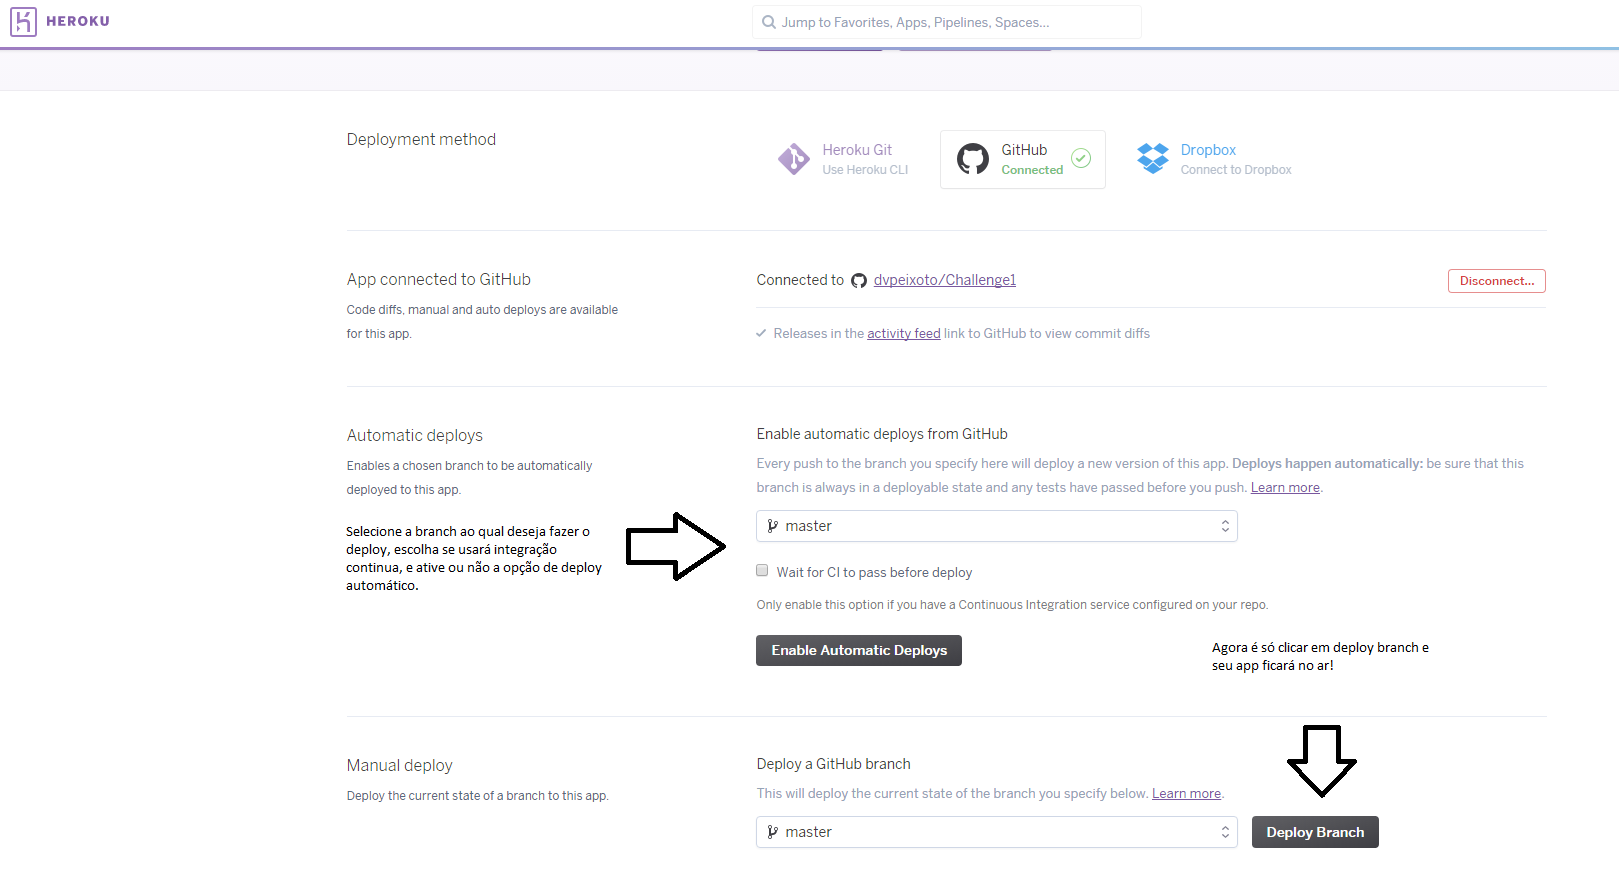 HEROKU
Jump to Favorites, Apps, Pipelines, Spaces...
Deployment method
Heroku Git
Use Heroku CLI
GitHub
Connected
Dropbox
Connect to Dropbox
App connected to GitHub
Code diffs, manual and auto deploys are available
for this app.
Connected to dvpeixoto/Challenge1
Disconnect...
Releases in the activity feed link to GitHub to view commit diffs
Automatic deploys
Enables a chosen branch to be automatically
deployed to this app.
Selecione a branch ao qual deseja fazer o
deploy, escolha se usará integração
continua, e ative ou não a opção de deploy
automático.
Enable automatic deploys from GitHub
Every push to the branch you specify here will deploy a new version of this app. Deploys happen automatically: be sure that this
branch is always in a deployable state and any tests have passed before you push. Learn more.
master
Wait for CI to pass before deploy
Only enable this option if you have a Continuous Integration service configured on your repo.
Enable Automatic Deploys
Agora é só clicar em deploy branch e
seu app ficará no ar!
Manual deploy
Deploy the current state of a branch to this app.
Deploy a GitHub branch
This will deploy the current state of the branch you specify below. Learn more.
master
Deploy Branch